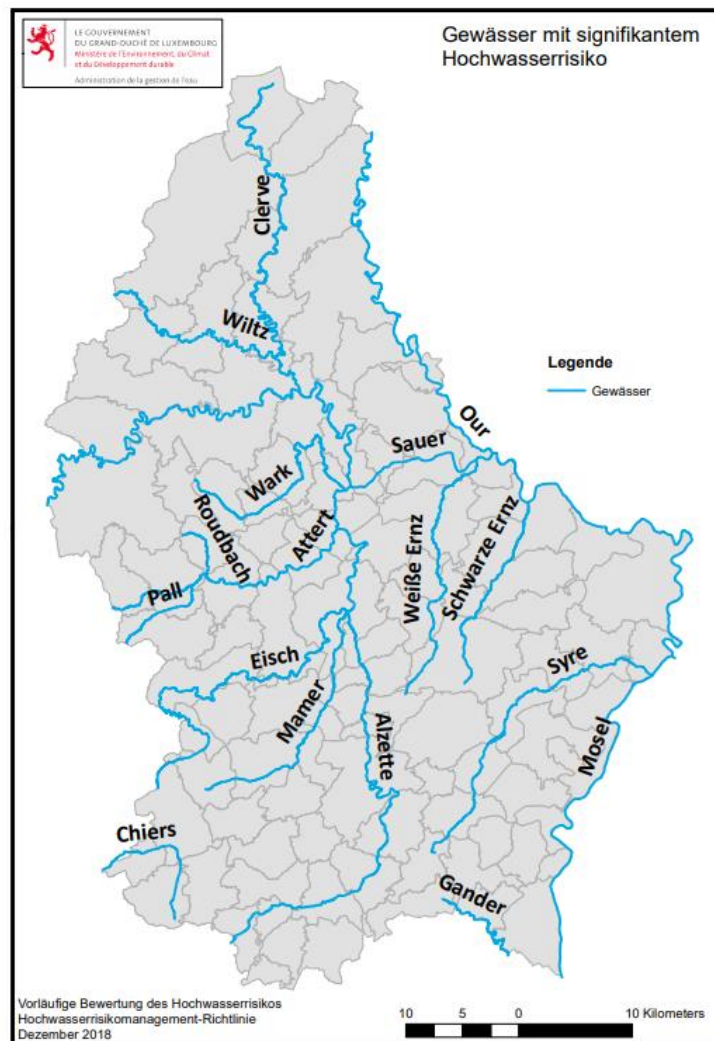 LE GOUVERNEMENT
DU GRAND-DUCHÉ DE LUXEMBOURG
Ministère de l'Environnement, du Climat
et du Développement durable
Administration de la gestion de l'eau
Gewässer mit signifikantem
Hochwasserrisiko
Clerve
Wiltz
Legende
Gewässer
Our
Sauer
Wark
Roudbach
Attert
Weiße Ernz
Schwarze Ernz
Pall
Eisch
Syre
Mamer
Alzette
Mosel
Chiers
Gander
Vorläufige Bewertung des Hochwasserrisikos
Hochwasserrisikomanagement-Richtlinie
Dezember 2018
10 5 0 10 Kilometers